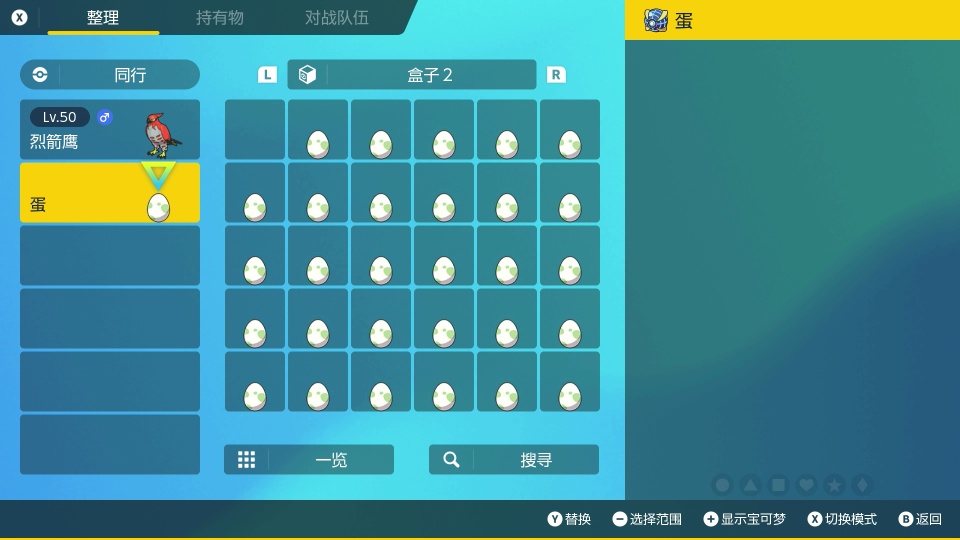 X 整理 持有物 对战队伍
蛋
同行
L 盒子 2 R
Lv.50 ♂
烈箭鹰
蛋
一览 搜寻
Y 替换 − 选择范围 + 显示宝可梦 X 切换模式 B 返回